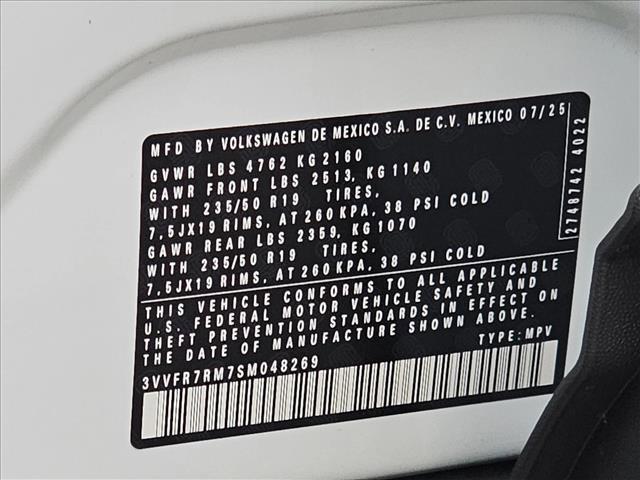 MFD BY VOLKSWAGEN DE MEXICO S.A. DE C.V. MEXICO 07/25
GVWR LBS 4762 KG 2160
GAWR FRONT LBS 2513, KG 1140
WITH 235/50 R19 TIRES,
7,5JX19 RIMS, AT 260 KPA, 38 PSI COLD
GAWR REAR LBS 2359, KG 1070
WITH 235/50 R19 TIRES,
7,5JX19 RIMS, AT 260 KPA, 38 PSI COLD
THIS VEHICLE CONFORMS TO ALL APPLICABLE
U.S. FEDERAL MOTOR VEHICLE SAFETY AND
THEFT PREVENTION STANDARDS IN EFFECT ON
THE DATE OF MANUFACTURE SHOWN ABOVE.
TYPE: MPV
3VVFR7RM7SM048269
2748742 4022